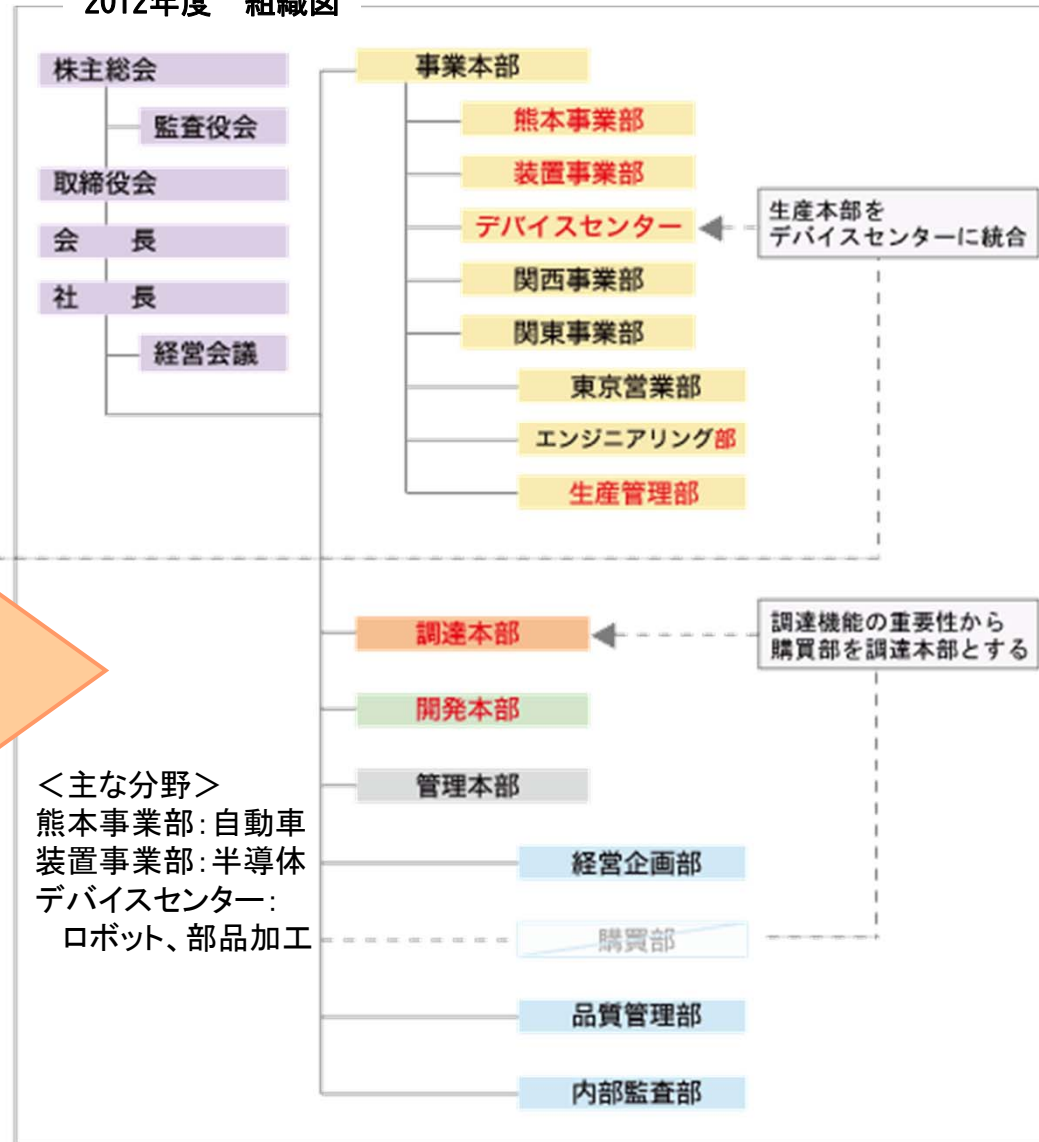 2012年度 組織図
株主総会
監査役会
取締役会
会 長
社 長
経営会議
事業本部
熊本事業部
装置事業部
デバイスセンター
関西事業部
関東事業部
東京営業部
エンジニアリング部
生産管理部
生産本部を
デバイスセンターに統合
調達本部
開発本部
管理本部
経営企画部
購買部
品質管理部
内部監査部
調達機能の重要性から
購買部を調達本部とする
<主な分野>
熊本事業部:自動車
装置事業部:半導体
デバイスセンター:
ロボット、部品加工